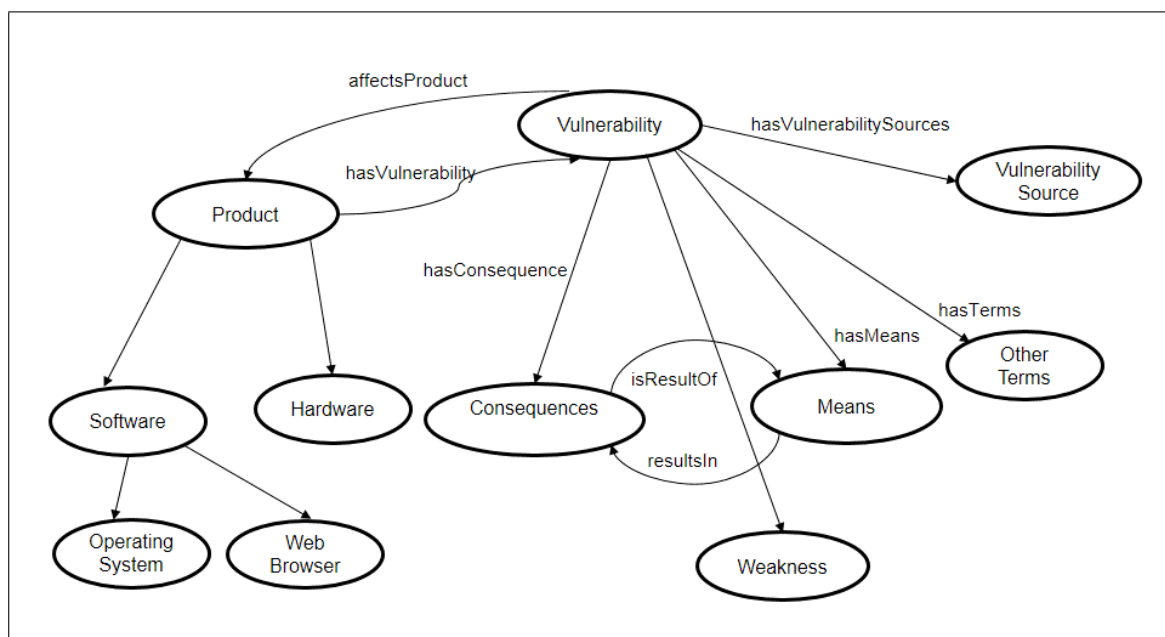 affectsProduct
Vulnerability
hasVulnerabilitySources
hasVulnerability
Vulnerability
Source
Product
hasConsequence
hasTerms
hasMeans
Other
Terms
isResultOf
Consequences
Means
Hardware
Software
resultsIn
Operating
System
Web
Browser
Weakness